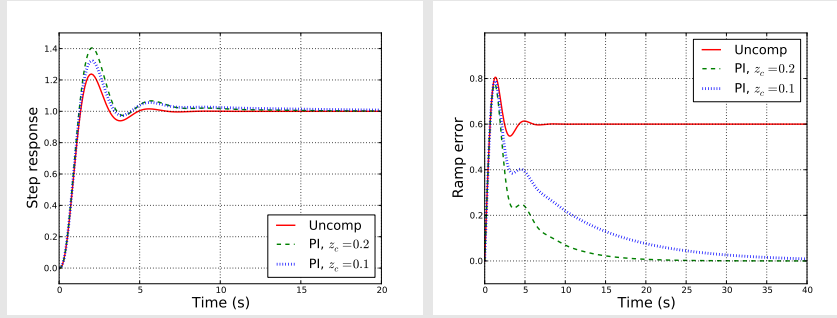 1.4
1.2
1.0
0.8
0.6
0.4
0.2
0.0
Step response
0 5 10 15 20
Time (s)
Uncomp
PI, z_c = 0.2
PI, z_c = 0.1
0.8
0.6
0.4
0.2
0.0
Ramp error
0 5 10 15 20 25 30 35 40
Time (s)
Uncomp
PI, z_c = 0.2
PI, z_c = 0.1